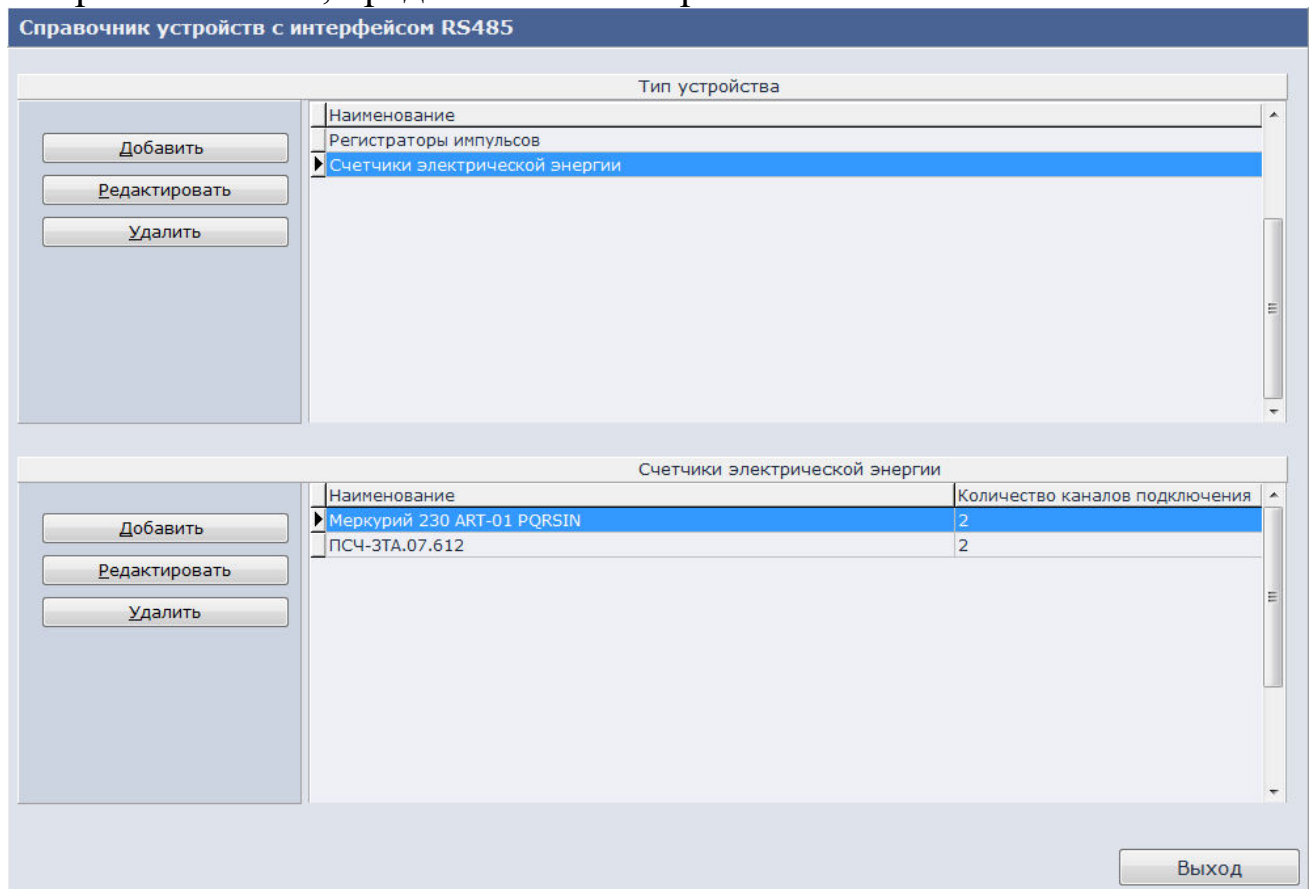 Справочник устройств с интерфейсом RS485
Тип устройства
Наименование
Регистраторы импульсов
Счетчики электрической энергии
Добавить
Редактировать
Удалить
Счетчики электрической энергии
Наименование Количество каналов подключения
Меркурий 230 ART-01 PQRSIN 2
ПСЧ-3ТА.07.612 2
Добавить
Редактировать
Удалить
Выход